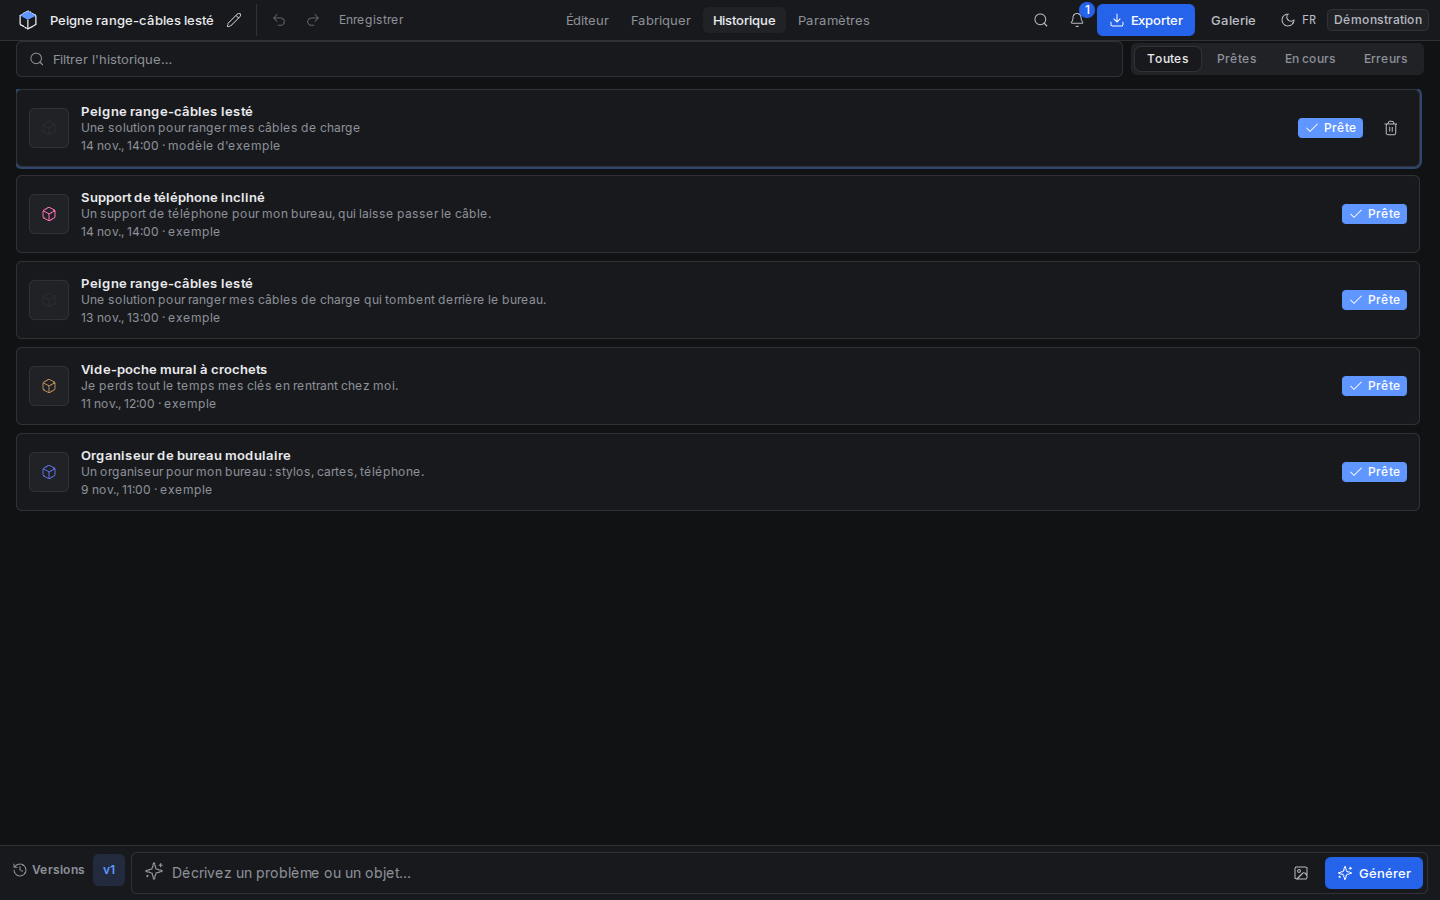 Peigne range-câbles lesté
Enregistrer
Éditeur
Fabriquer
Historique
Paramètres
1
Exporter
Galerie
FR
Démonstration
Filtrer l'historique...
Toutes
Prêtes
En cours
Erreurs
Peigne range-câbles lesté
Une solution pour ranger mes câbles de charge
14 nov., 14:00 · modèle d'exemple
Prête
Support de téléphone incliné
Un support de téléphone pour mon bureau, qui laisse passer le câble.
14 nov., 14:00 · exemple
Prête
Peigne range-câbles lesté
Une solution pour ranger mes câbles de charge qui tombent derrière le bureau.
13 nov., 13:00 · exemple
Prête
Vide-poche mural à crochets
Je perds tout le temps mes clés en rentrant chez moi.
11 nov., 12:00 · exemple
Prête
Organiseur de bureau modulaire
Un organiseur pour mon bureau : stylos, cartes, téléphone.
9 nov., 11:00 · exemple
Prête
Versions
v1
Décrivez un problème ou un objet...
Générer